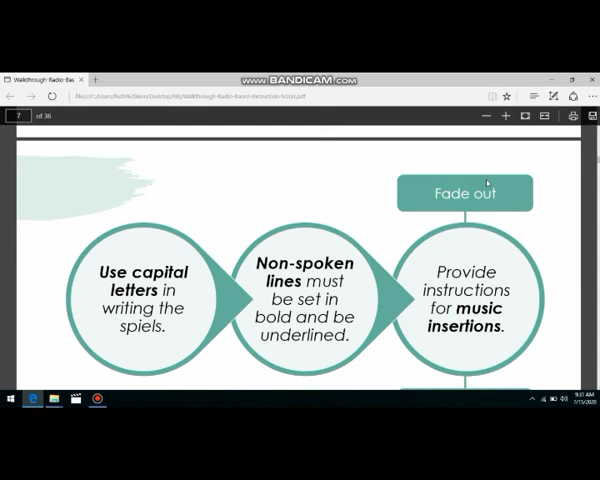 www.BANDICAM.com
Walkthrough-Radio-Bas
file:///C:/Users/Ruth%20Ann/Desktop/RBI/Walkthrough-Radio-Based-Instruction-Script.pdf
7 of 36
Fade out
Use capital
letters in
writing the
spiels.
Non-spoken
lines must
be set in
bold and be
underlined.
Provide
instructions
for music
insertions.
9:31 AM
7/15/2020